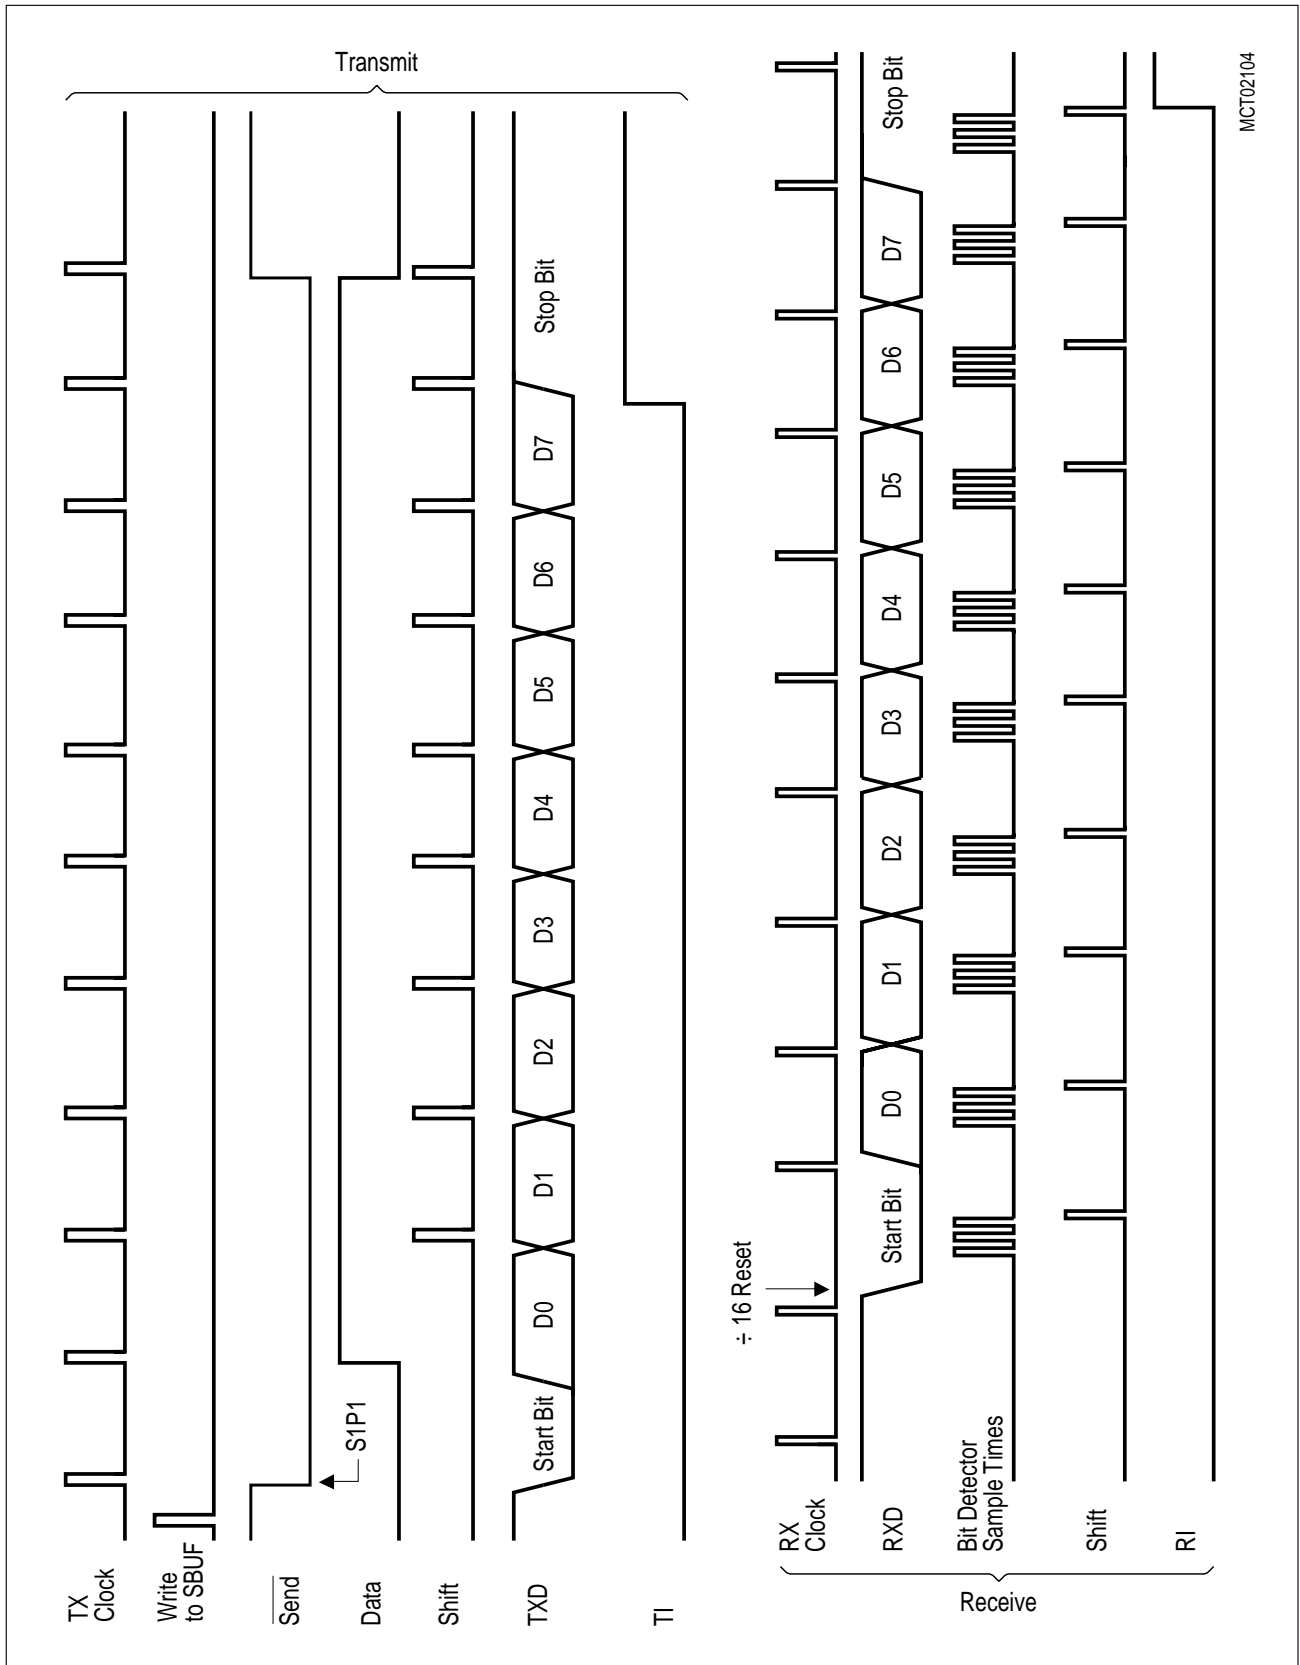 Transmit
TX
Clock
Write
to SBUF
Send
S1P1
Data
Shift
TXD
Start Bit
D0
D1
D2
D3
D4
D5
D6
D7
Stop Bit
TI
÷ 16 Reset
RX
Clock
RXD
Start Bit
D0
D1
D2
D3
D4
D5
D6
D7
Stop Bit
Bit Detector
Sample Times
Shift
RI
Receive
MCT02104